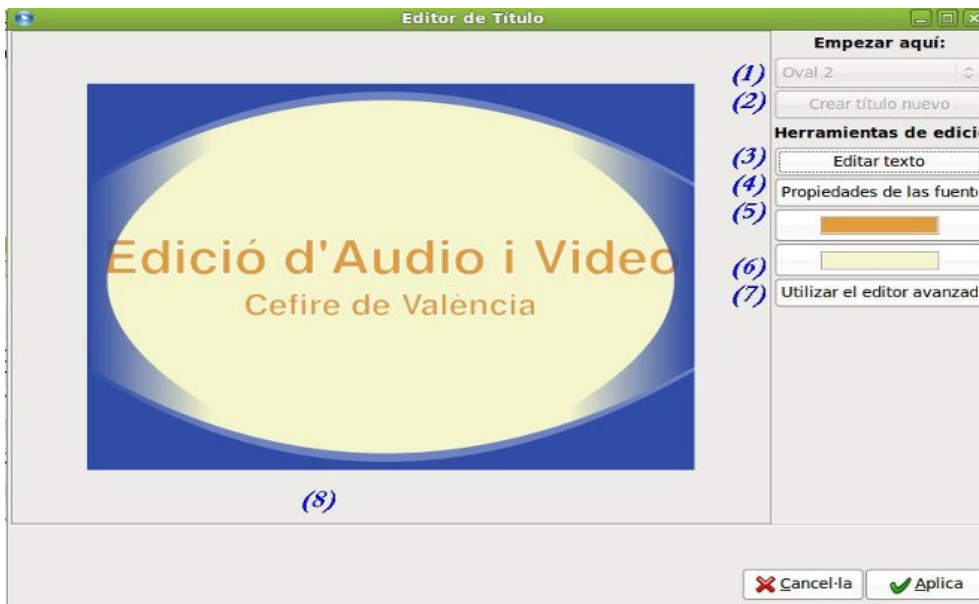 Editor de Título
Empezar aquí:
(1) Oval 2
(2) Crear título nuevo
Herramientas de edici
(3) Editar texto
(4) Propiedades de las fuent
(5)
(6)
(7) Utilizar el editor avanzad
Edició d'Audio i Video
Cefire de València
(8)
Cancel·la
Aplica